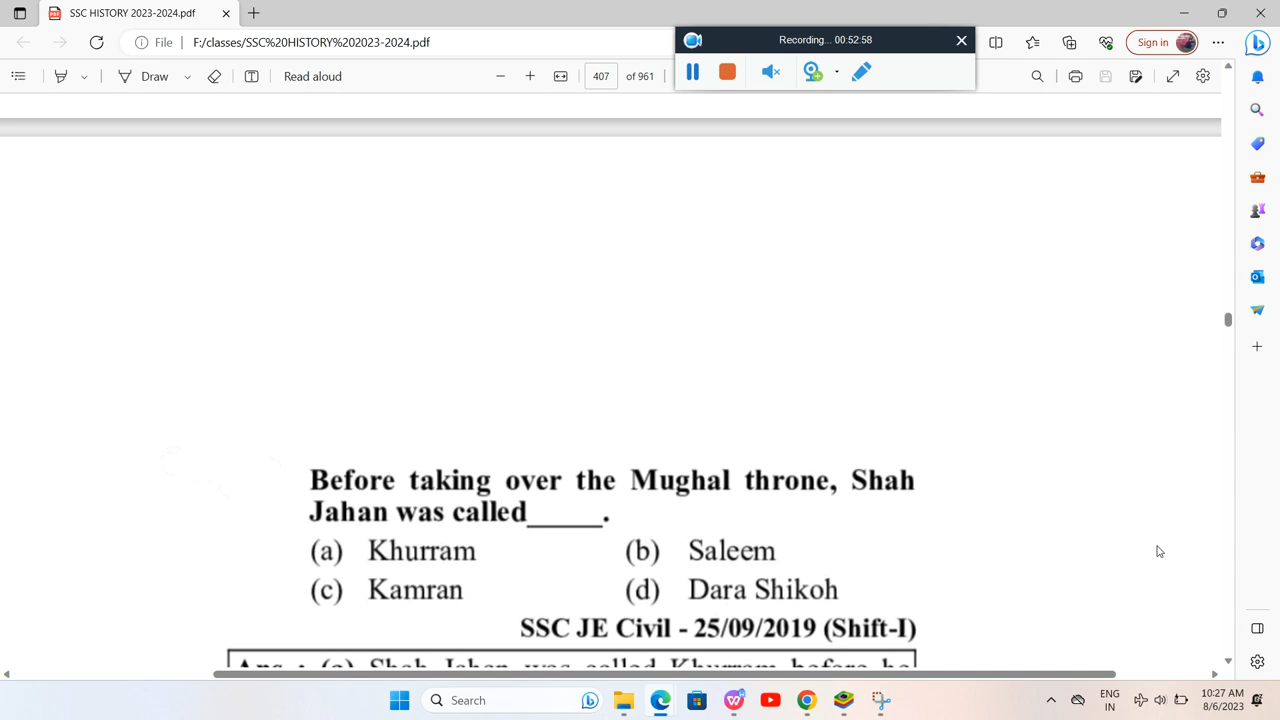 SSC HISTORY 2023-2024.pdf
File F:/classes/SSC%20HISTORY%202023-2024.pdf
Recording... 00:52:58
Sign in
Draw
Read aloud
407 of 961
Before taking over the Mughal throne, Shah
Jahan was called_____.
(a) Khurram (b) Saleem
(c) Kamran (d) Dara Shikoh
SSC JE Civil - 25/09/2019 (Shift-I)
Ans : (a) Shah Jahan was called Khurram before he
Search
ENG
IN
10:27 AM
8/6/2023